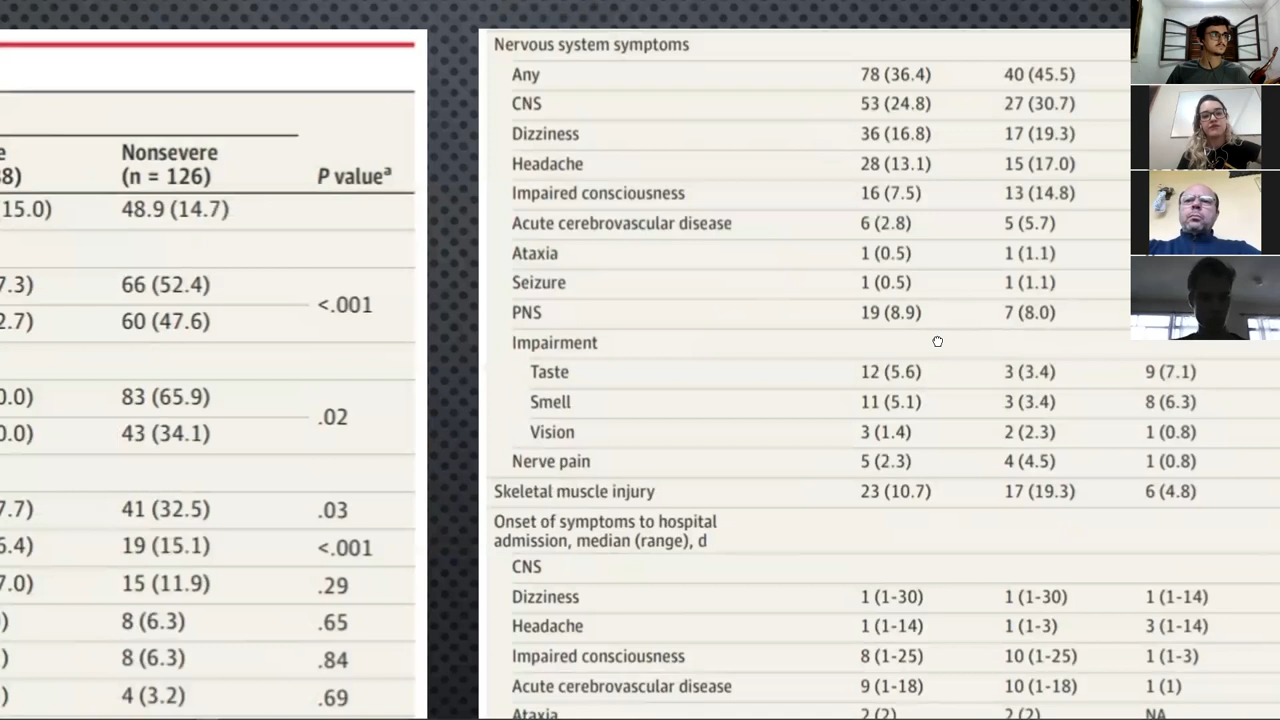 e Nonsevere
88) (n = 126) P valueᵃ
15.0) 48.9 (14.7)
7.3) 66 (52.4)
<.001
2.7) 60 (47.6)
0.0) 83 (65.9)
.02
0.0) 43 (34.1)
7.7) 41 (32.5) .03
6.4) 19 (15.1) <.001
7.0) 15 (11.9) .29
) 8 (6.3) .65
) 8 (6.3) .84
) 4 (3.2) .69
Nervous system symptoms
Any 78 (36.4) 40 (45.5)
CNS 53 (24.8) 27 (30.7)
Dizziness 36 (16.8) 17 (19.3)
Headache 28 (13.1) 15 (17.0)
Impaired consciousness 16 (7.5) 13 (14.8)
Acute cerebrovascular disease 6 (2.8) 5 (5.7)
Ataxia 1 (0.5) 1 (1.1)
Seizure 1 (0.5) 1 (1.1)
PNS 19 (8.9) 7 (8.0)
Impairment
Taste 12 (5.6) 3 (3.4) 9 (7.1)
Smell 11 (5.1) 3 (3.4) 8 (6.3)
Vision 3 (1.4) 2 (2.3) 1 (0.8)
Nerve pain 5 (2.3) 4 (4.5) 1 (0.8)
Skeletal muscle injury 23 (10.7) 17 (19.3) 6 (4.8)
Onset of symptoms to hospital
admission, median (range), d
CNS
Dizziness 1 (1-30) 1 (1-30) 1 (1-14)
Headache 1 (1-14) 1 (1-3) 3 (1-14)
Impaired consciousness 8 (1-25) 10 (1-25) 1 (1-3)
Acute cerebrovascular disease 9 (1-18) 10 (1-18) 1 (1)
Ataxia 2 (2) 2 (2) NA